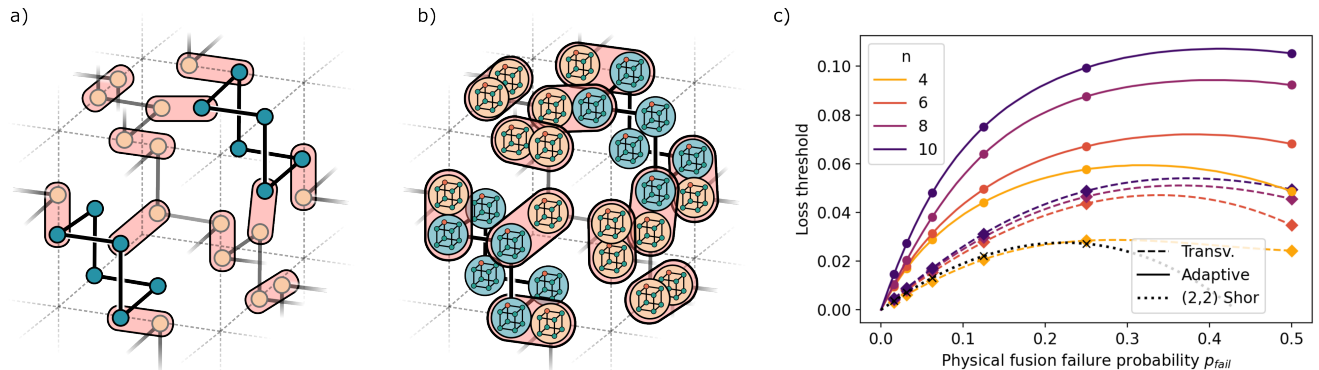 a)
b)
c)
n
4
6
8
10
Transv.
Adaptive
(2,2) Shor
0.10
0.08
0.06
0.04
0.02
0.00
Loss threshold
0.0 0.1 0.2 0.3 0.4 0.5
Physical fusion failure probability p_fail